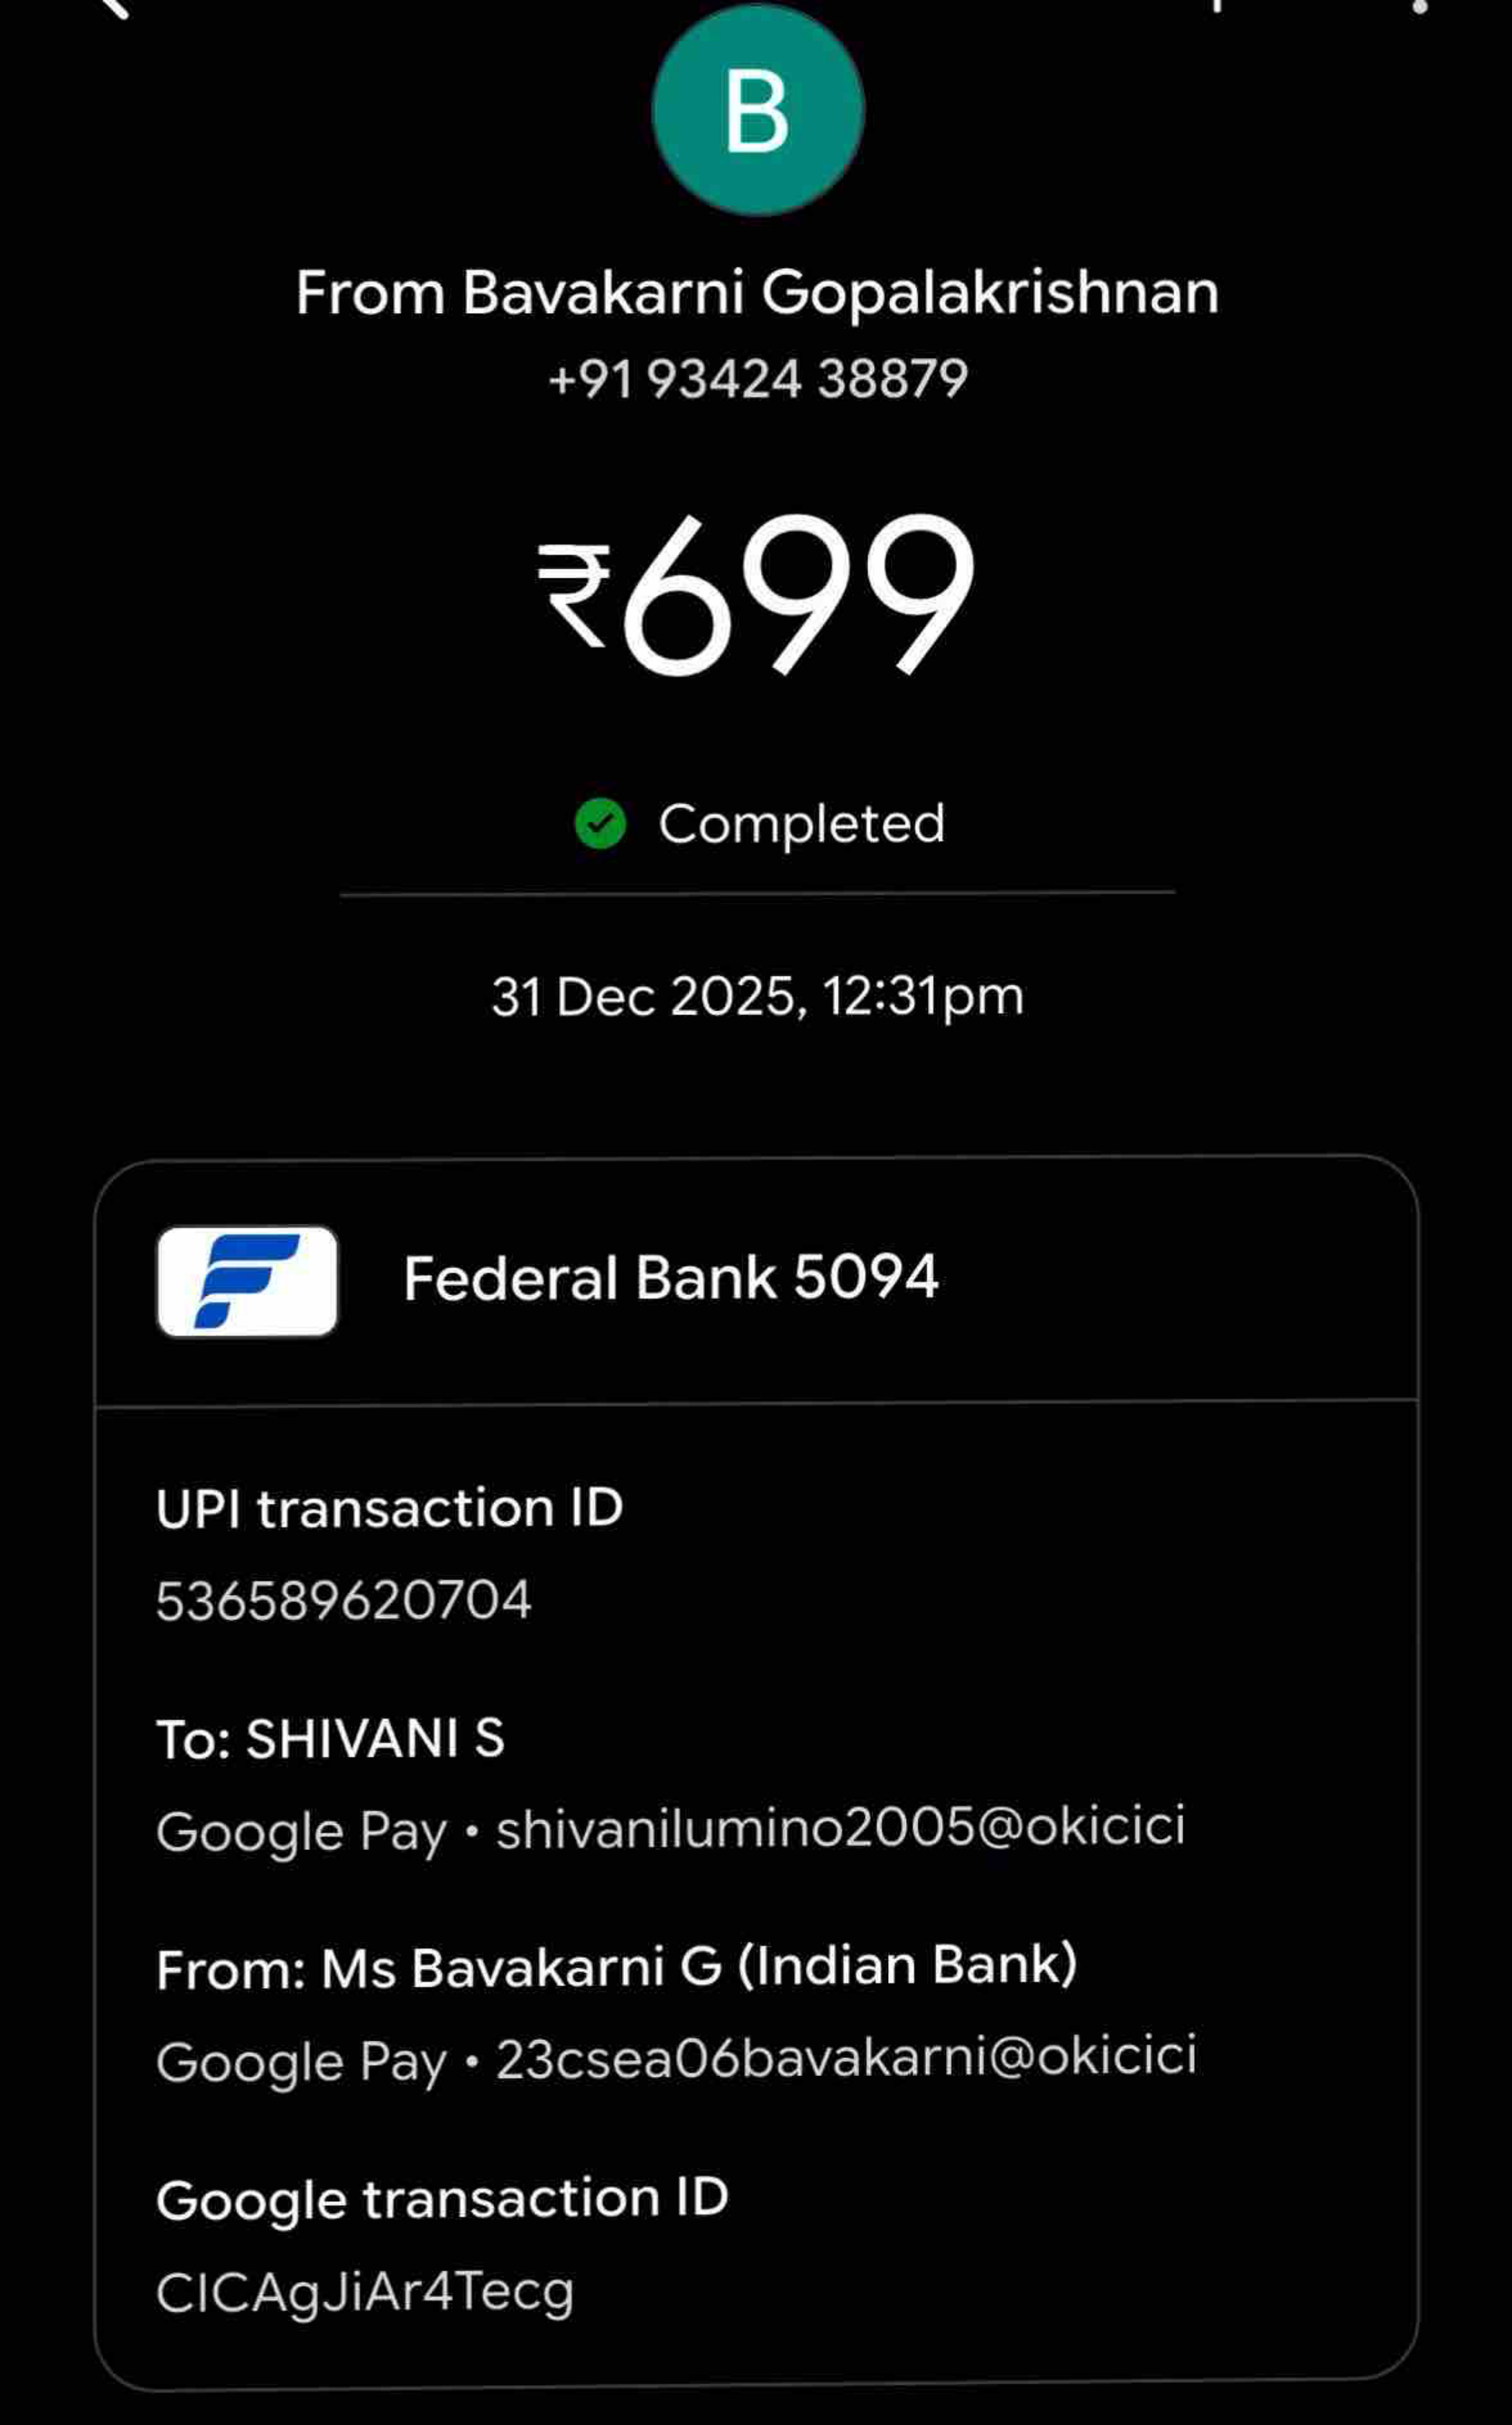 B
From Bavakarni Gopalakrishnan
+91 93424 38879
₹699
Completed
31 Dec 2025, 12:31pm
Federal Bank 5094
UPI transaction ID
536589620704
To: SHIVANI S
Google Pay • shivanilumino2005@okicici
From: Ms Bavakarni G (Indian Bank)
Google Pay • 23csea06bavakarni@okicici
Google transaction ID
CICAgJiAr4Tecg